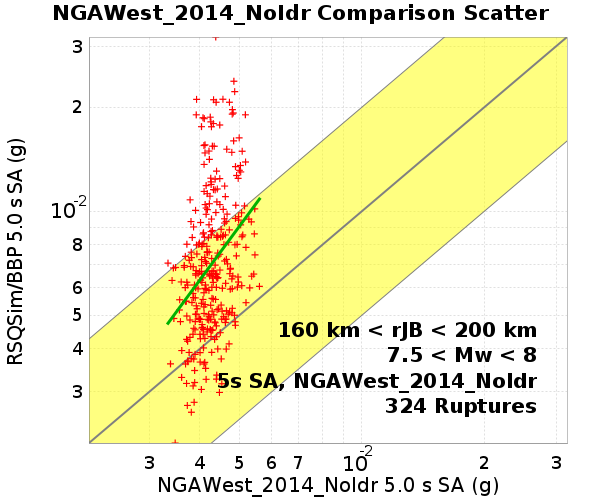 NGAWest_2014_NoIdr Comparison Scatter
RSQSim/BBP 5.0 s SA (g)
3
2
10-2
8
6
5
4
3
160 km < rJB < 200 km
7.5 < Mw < 8
5s SA, NGAWest_2014_NoIdr
324 Ruptures
3 4 5 6 7 10-2 2 3
NGAWest_2014_NoIdr 5.0 s SA (g)